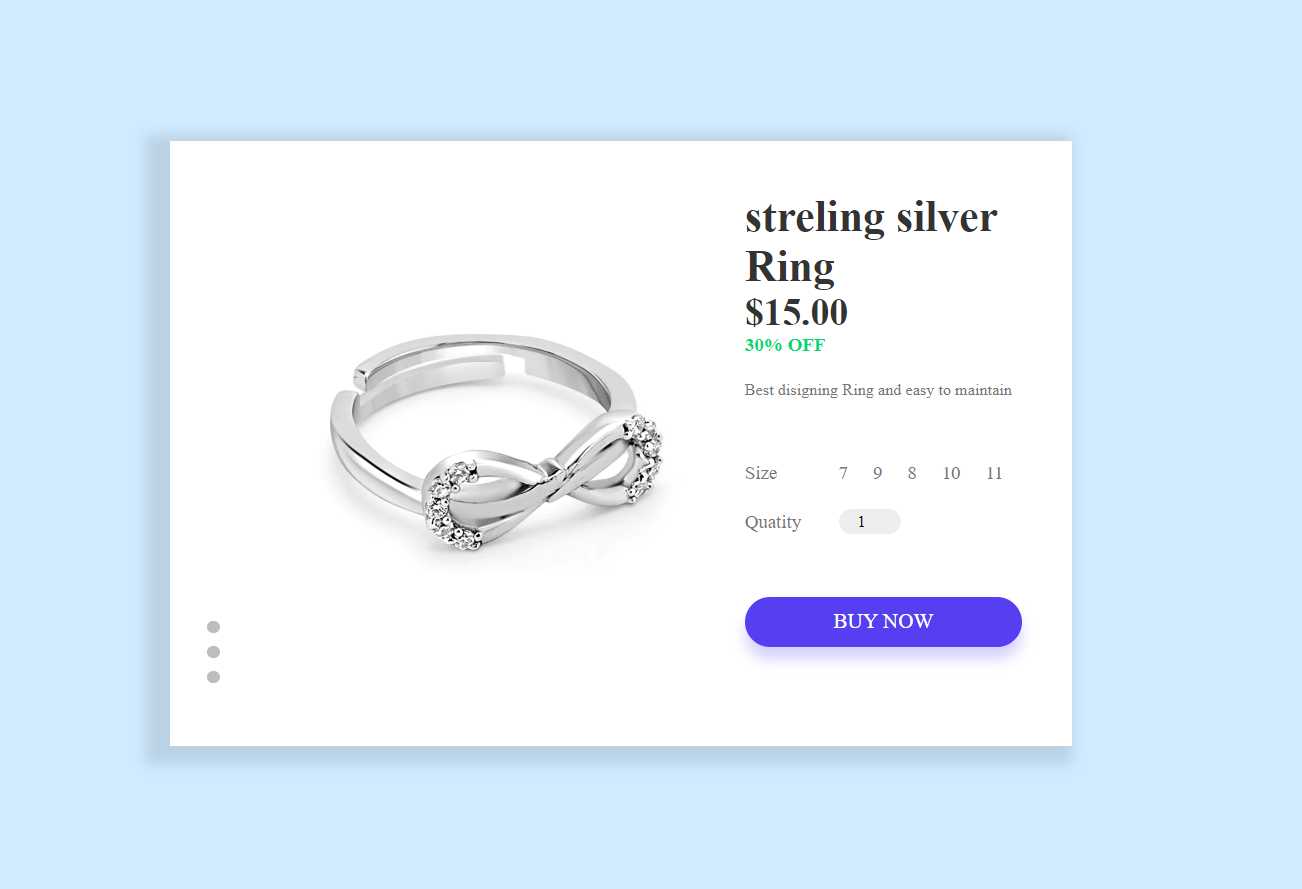 streling silver
Ring
$15.00
30% OFF
Best disigning Ring and easy to maintain
Size 7 9 8 10 11
Quatity 1
BUY NOW